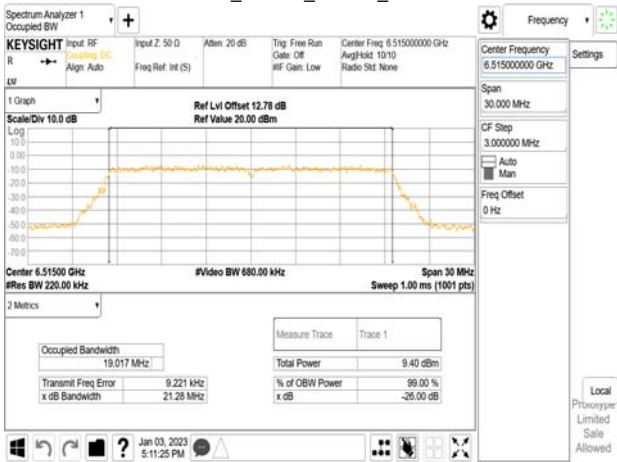 Spectrum Analyzer 1
Occupied BW
Frequency
KEYSIGHT Input: RF Input Z: 50 Ω Atten: 20 dB Trig: Free Run Center Freq: 6.515000000 GHz
R Coupling: DC Gate: Off Avg|Hold: 10/10
Align: Auto Freq Ref: Int (S) #IF Gain: Low Radio Std: None
LXI
Center Frequency
6.515000000 GHz
Settings
Span
30.000 MHz
CF Step
3.000000 MHz
Auto
Man
Freq Offset
0 Hz
1 Graph
Ref Lvl Offset 12.78 dB
Scale/Div 10.0 dB Ref Value 20.00 dBm
Log
10.0
0.00
-10.0
-20.0
-30.0
-40.0
-50.0
-60.0
-70.0
Center 6.51500 GHz #Video BW 680.00 kHz Span 30 MHz
#Res BW 220.00 kHz Sweep 1.00 ms (1001 pts)
2 Metrics
Measure Trace Trace 1
Occupied Bandwidth
19.017 MHz
Total Power 9.40 dBm
Transmit Freq Error 9.221 kHz % of OBW Power 99.00 %
x dB Bandwidth 21.28 MHz x dB -26.00 dB
Local
Prototype
Limited
Sale
Allowed
Jan 03, 2023
5:11:25 PM